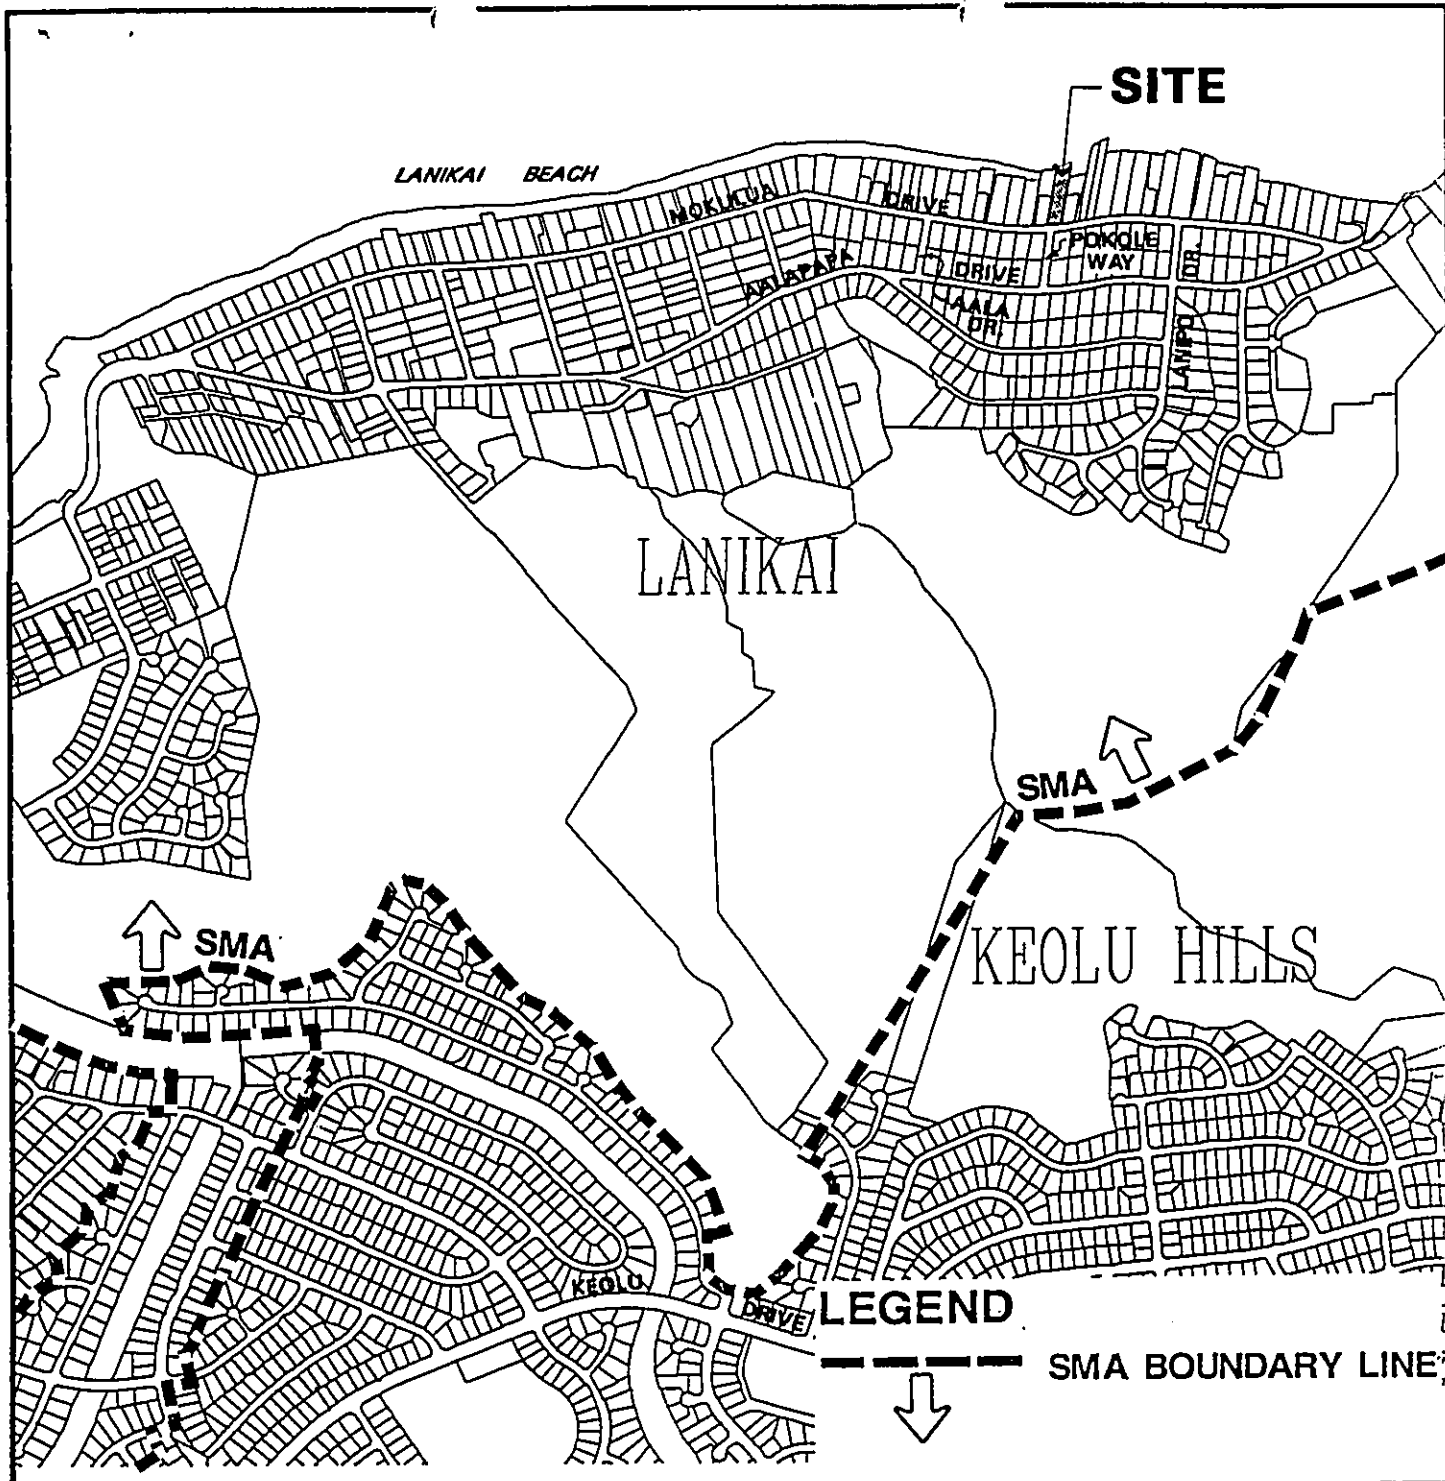 SITE
LANIKAI BEACH
MOKULUA DRIVE
POKOLE
WAY
AALAPAPA DRIVE
AALA
DR.
LANIPO DR.
LANIKAI
SMA
KEOLU HILLS
SMA
KEOLU DRIVE
LEGEND
SMA BOUNDARY LINE